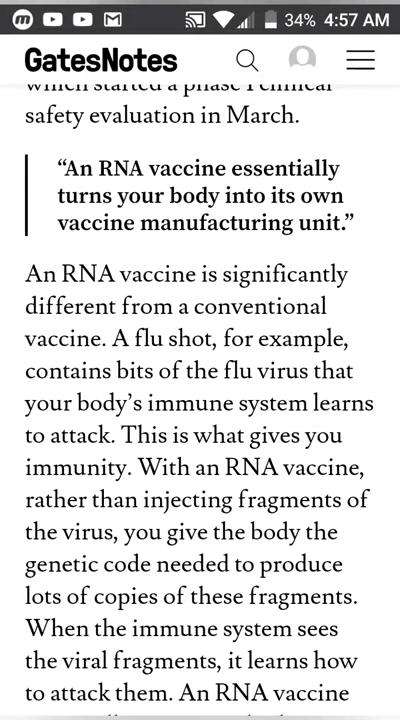 34% 4:57 AM
GatesNotes
which started a phase I clinical
safety evaluation in March.
“An RNA vaccine essentially
turns your body into its own
vaccine manufacturing unit.”
An RNA vaccine is significantly
different from a conventional
vaccine. A flu shot, for example,
contains bits of the flu virus that
your body’s immune system learns
to attack. This is what gives you
immunity. With an RNA vaccine,
rather than injecting fragments of
the virus, you give the body the
genetic code needed to produce
lots of copies of these fragments.
When the immune system sees
the viral fragments, it learns how
to attack them. An RNA vaccine